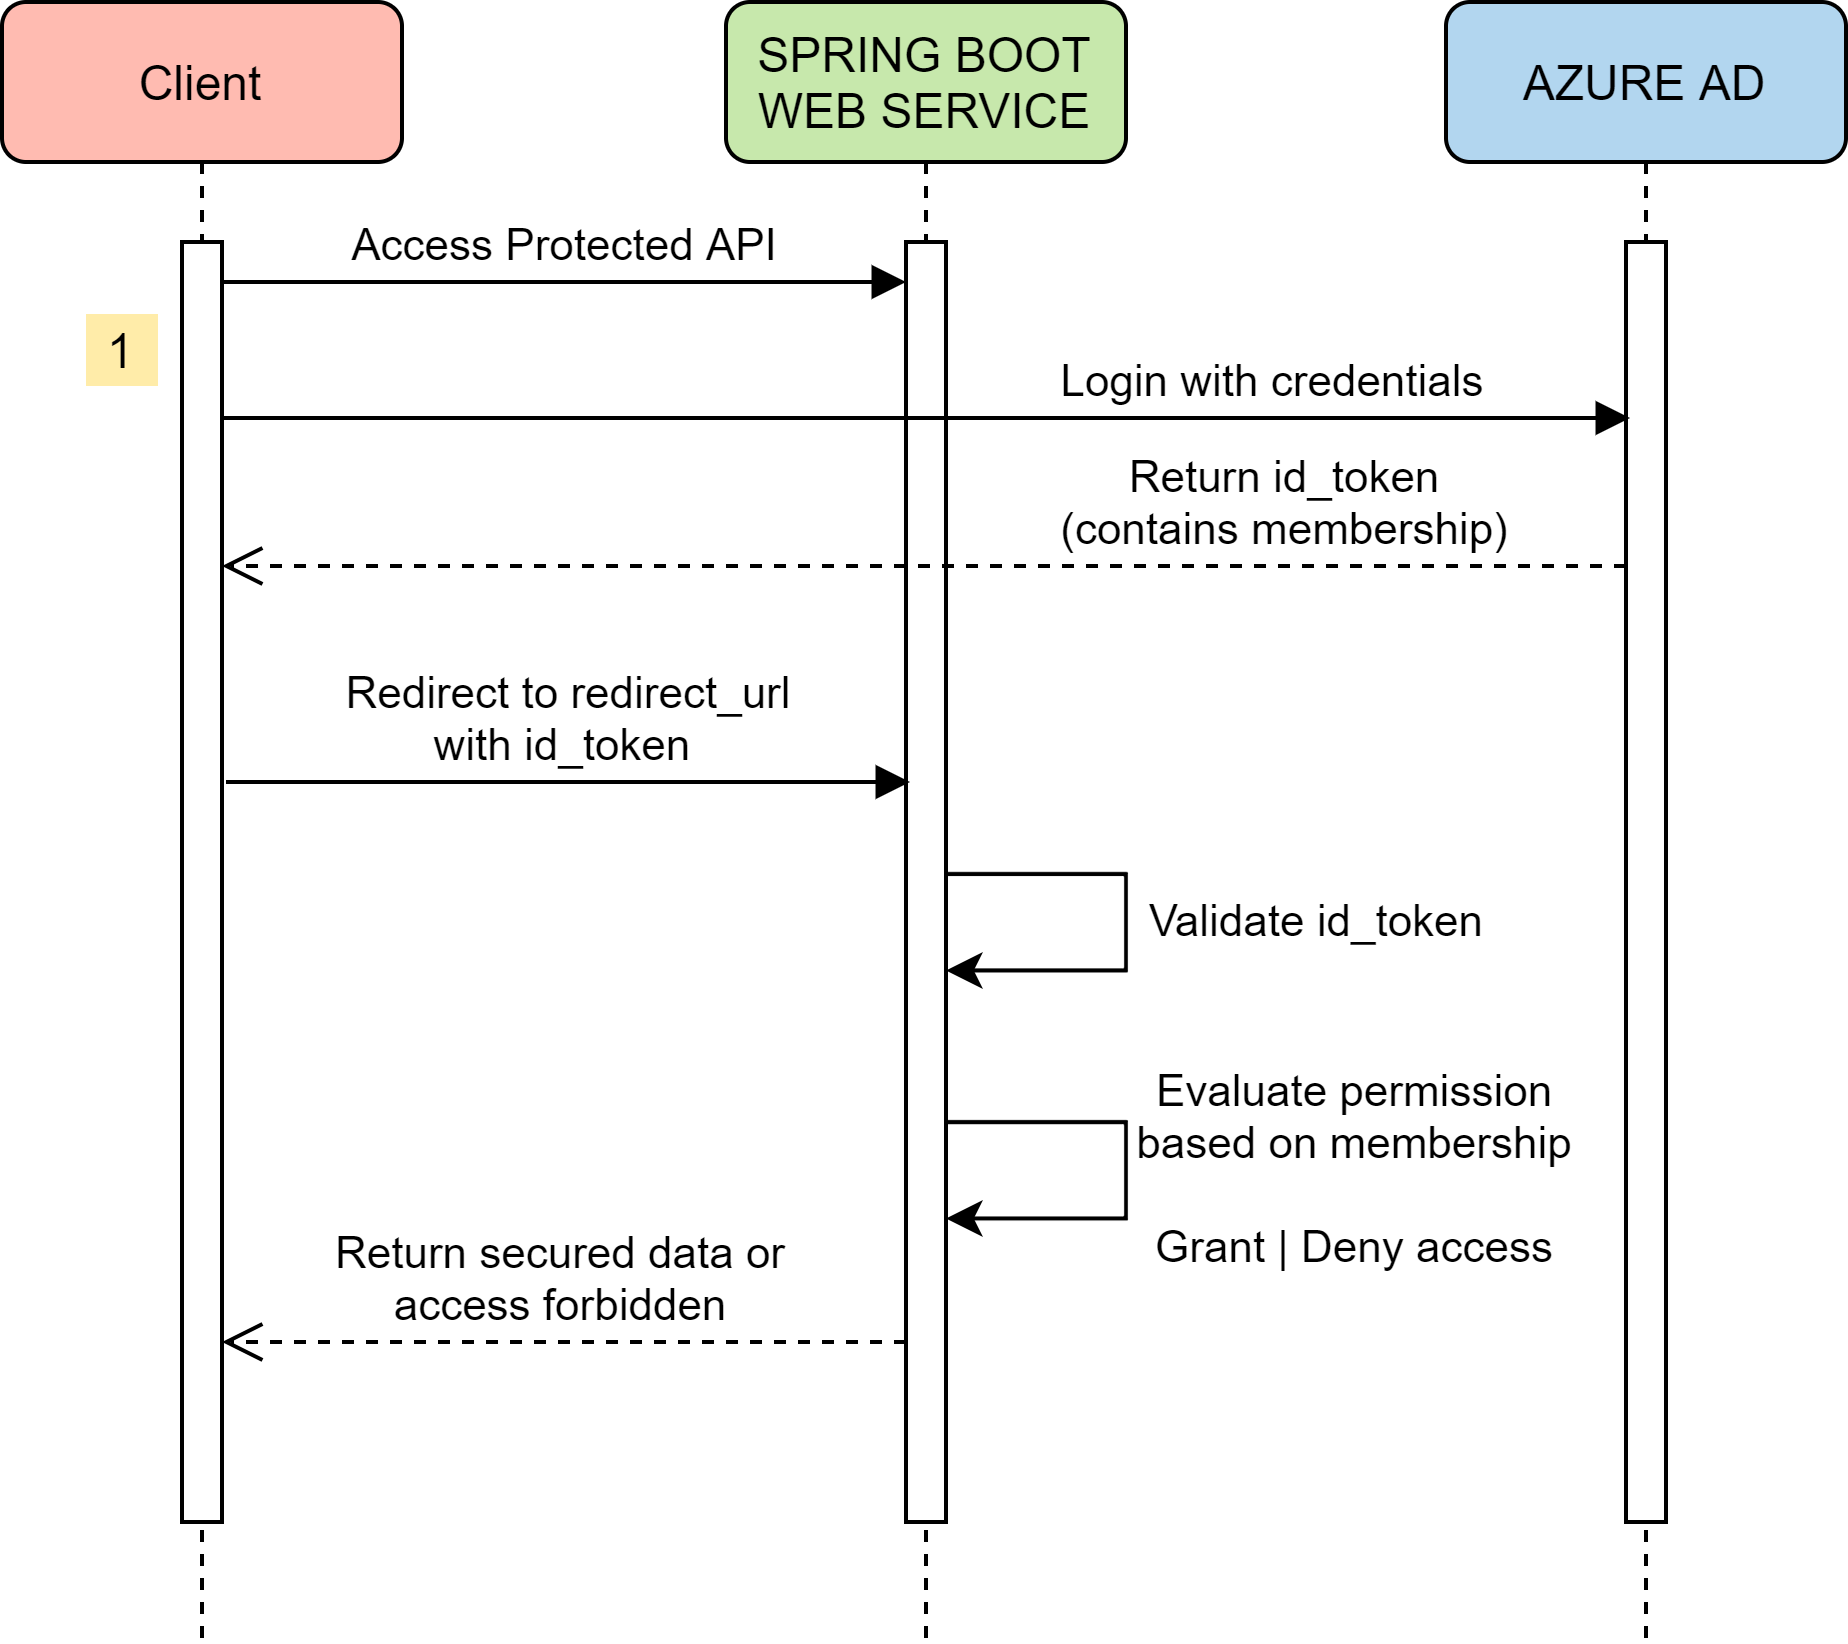 Client
SPRING BOOT
WEB SERVICE
AZURE AD
Access Protected API
1
Login with credentials
Return id_token
(contains membership)
Redirect to redirect_url
with id_token
Validate id_token
Evaluate permission
based on membership
Grant | Deny access
Return secured data or
access forbidden